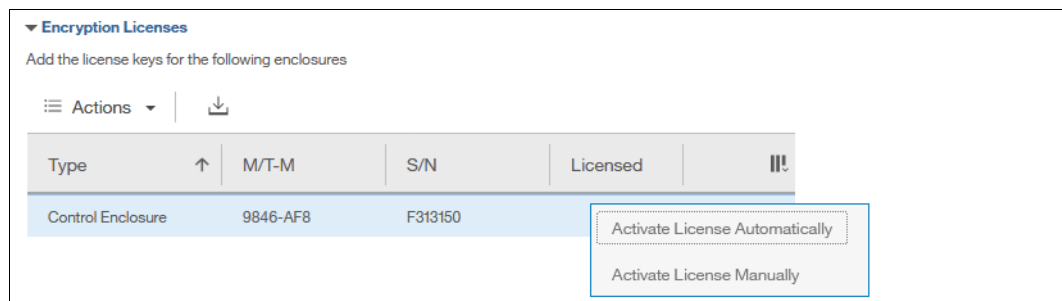 Encryption Licenses
Add the license keys for the following enclosures
Actions
Type M/T-M S/N Licensed
Control Enclosure 9846-AF8 F313150
Activate License Automatically
Activate License Manually